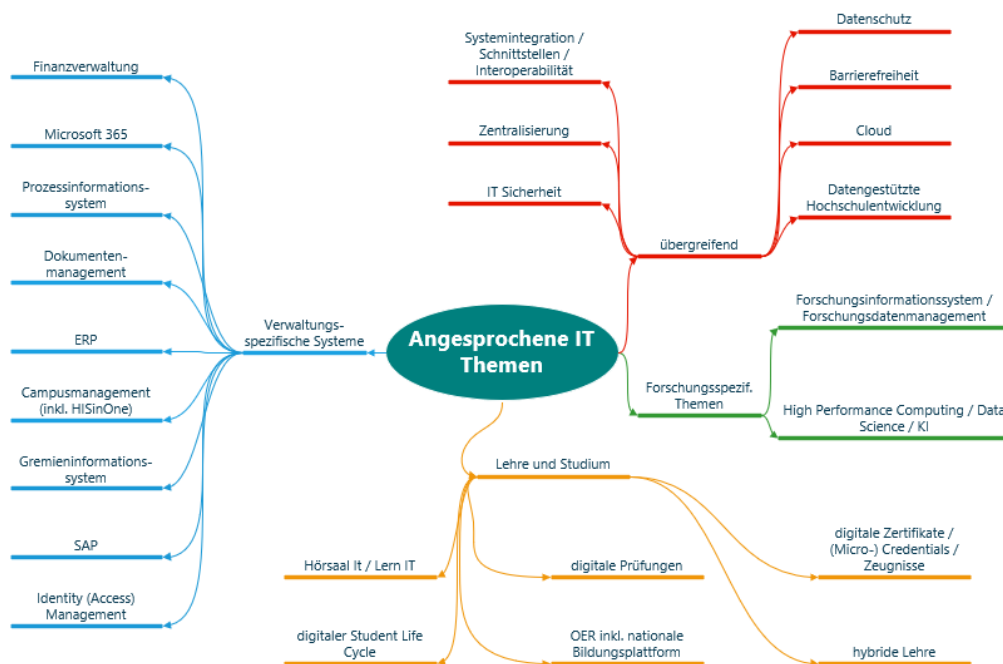 Angesprochene IT
Themen
Verwaltungs-
spezifische Systeme
Finanzverwaltung
Microsoft 365
Prozessinformations-
system
Dokumenten-
management
ERP
Campusmanagement
(inkl. HISinOne)
Gremieninformations-
system
SAP
Identity (Access)
Management
übergreifend
Systemintegration /
Schnittstellen /
Interoperabilität
Zentralisierung
IT Sicherheit
Datenschutz
Barrierefreiheit
Cloud
Datengestützte
Hochschulentwicklung
Forschungsspezif.
Themen
Forschungsinformationssystem /
Forschungsdatenmanagement
High Performance Computing / Data
Science / KI
Lehre und Studium
Hörsaal It / Lern IT
digitaler Student Life
Cycle
digitale Prüfungen
OER inkl. nationale
Bildungsplattform
digitale Zertifikate /
(Micro-) Credentials /
Zeugnisse
hybride Lehre